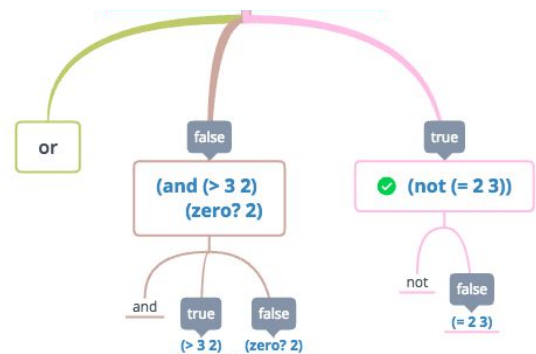 or
false
(and (> 3 2)
(zero? 2)
true
(not (= 2 3))
and
true
(> 3 2)
false
(zero? 2)
not
false
(= 2 3)